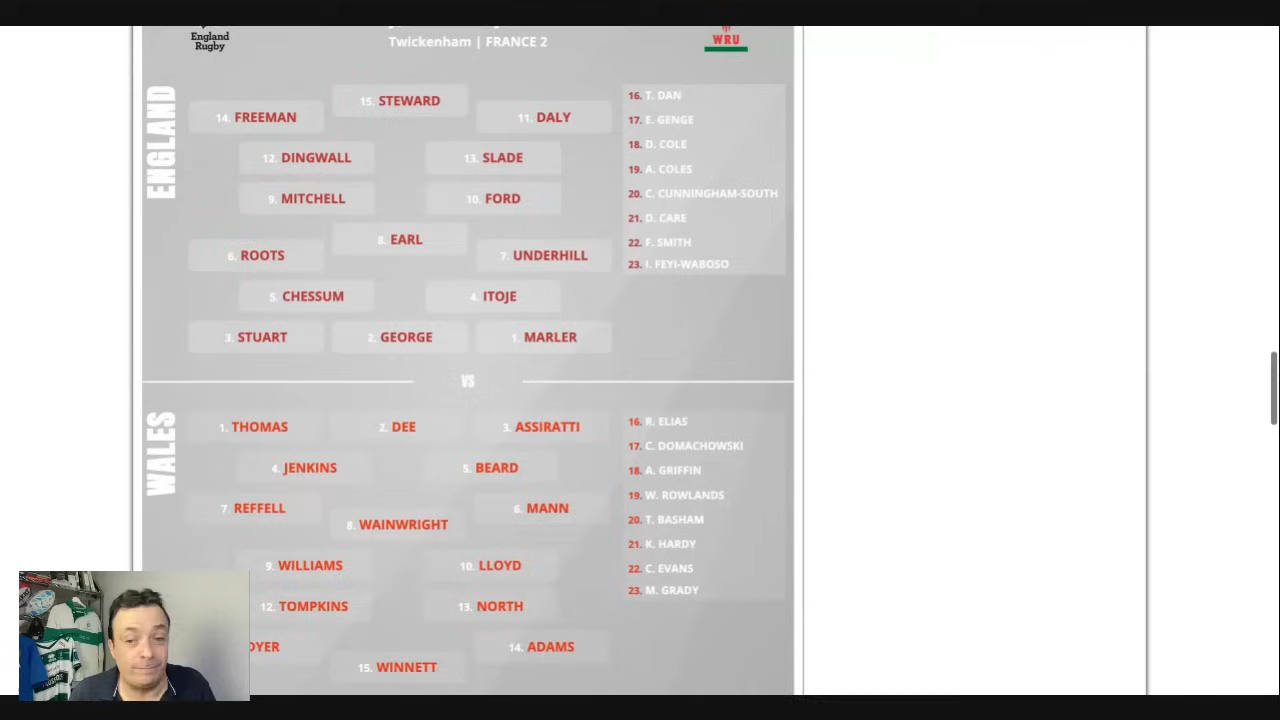 England
Rugby
Twickenham | FRANCE 2
WRU
ENGLAND
15. STEWARD
14. FREEMAN
11. DALY
12. DINGWALL
13. SLADE
9. MITCHELL
10. FORD
8. EARL
6. ROOTS
7. UNDERHILL
5. CHESSUM
4. ITOJE
3. STUART
2. GEORGE
1. MARLER
16. T. DAN
17. E. GENGE
18. D. COLE
19. A. COLES
20. C. CUNNINGHAM-SOUTH
21. D. CARE
22. F. SMITH
23. I. FEYI-WABOSO
VS
WALES
1. THOMAS
2. DEE
3. ASSIRATTI
4. JENKINS
5. BEARD
7. REFFELL
6. MANN
8. WAINWRIGHT
9. WILLIAMS
10. LLOYD
12. TOMPKINS
13. NORTH
OYER
14. ADAMS
15. WINNETT
16. R. ELIAS
17. C. DOMACHOWSKI
18. A. GRIFFIN
19. W. ROWLANDS
20. T. BASHAM
21. K. HARDY
22. C. EVANS
23. M. GRADY